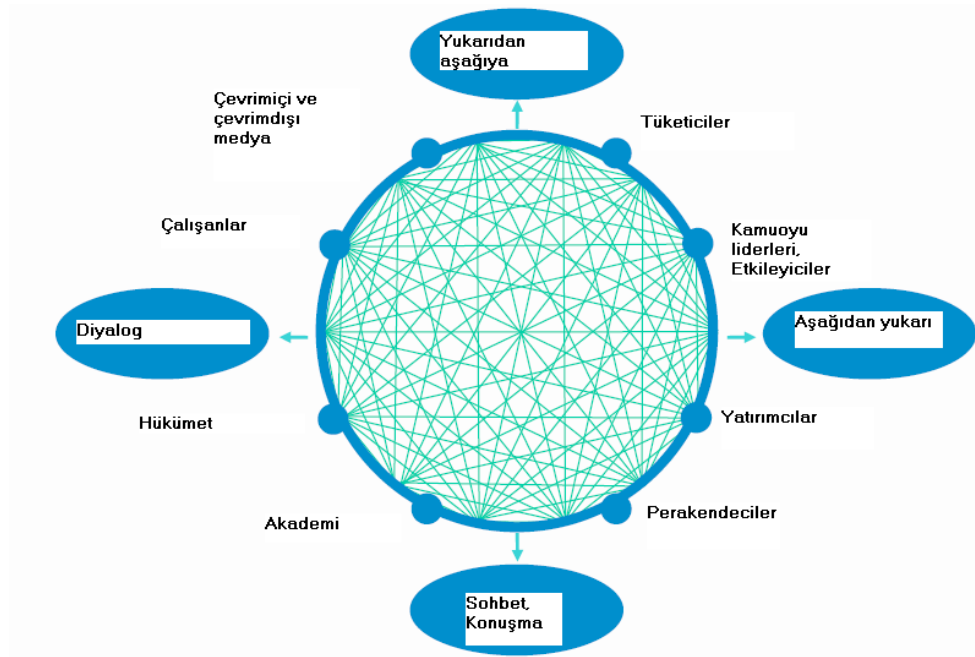 Yukarıdan
aşağıya
Çevrimiçi ve
çevrimdışı
medya
Tüketiciler
Çalışanlar
Kamuoyu
liderleri,
Etkileyiciler
Diyalog
Aşağıdan yukarı
Hükümet
Yatırımcılar
Akademi
Perakendeciler
Sohbet,
Konuşma